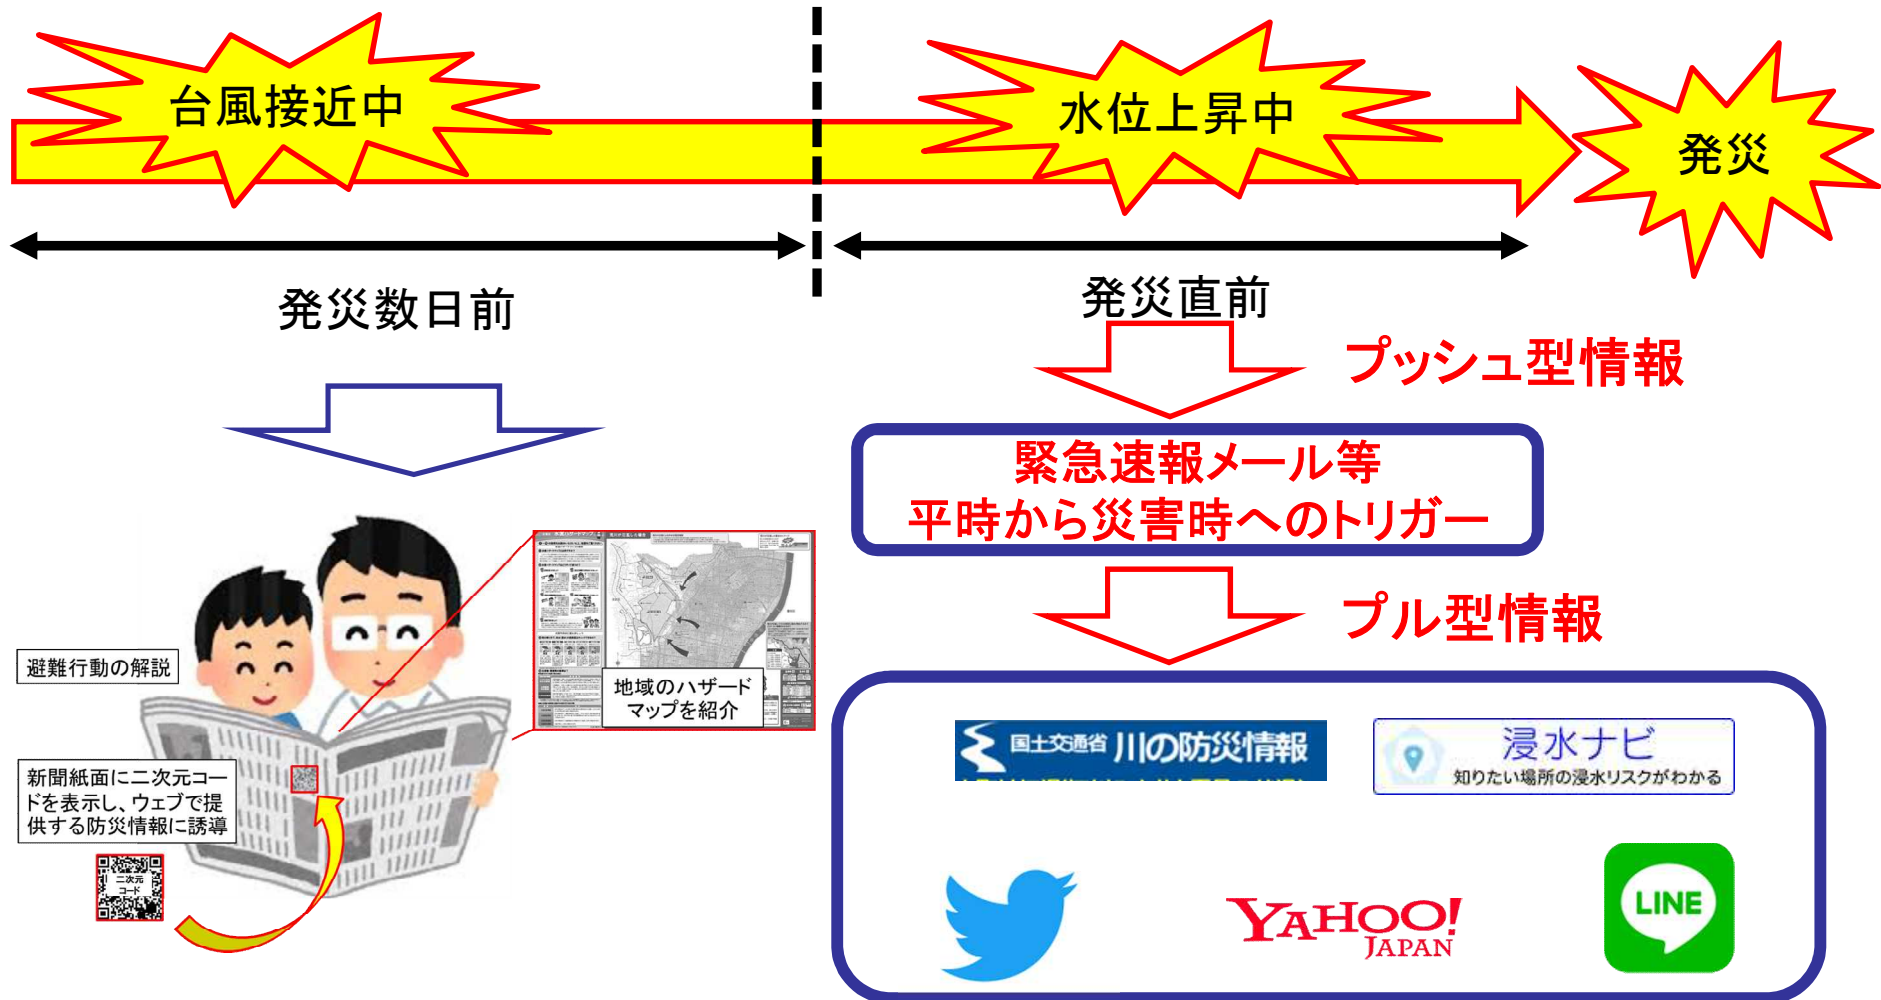 台風接近中
水位上昇中
発災
発災数日前
発災直前
プッシュ型情報
緊急速報メール等
平時から災害時へのトリガー
プル型情報
避難行動の解説
地域のハザード
マップを紹介
新聞紙面に二次元コー
ドを表示し、ウェブで提
供する防災情報に誘導
二次元
コード
国土交通省 川の防災情報
浸水ナビ
知りたい場所の浸水リスクがわかる
YAHOO!
JAPAN
LINE